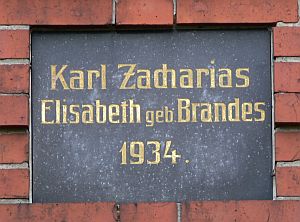 Karl Zacharias
Elisabeth geb. Brandes
1934.